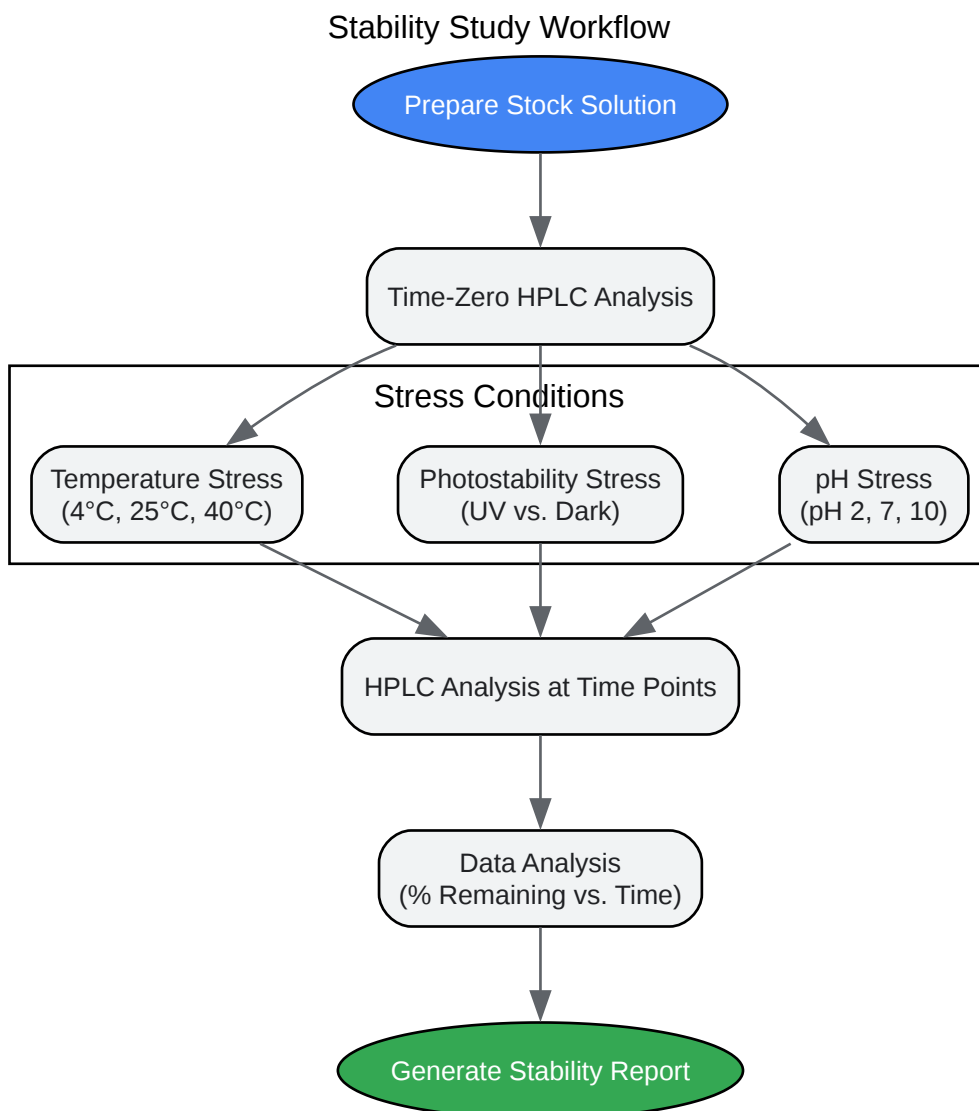 Stability Study Workflow
Prepare Stock Solution
Time-Zero HPLC Analysis
Stress Conditions
Temperature Stress
(4°C, 25°C, 40°C)
Photostability Stress
(UV vs. Dark)
pH Stress
(pH 2, 7, 10)
HPLC Analysis at Time Points
Data Analysis
(% Remaining vs. Time)
Generate Stability Report